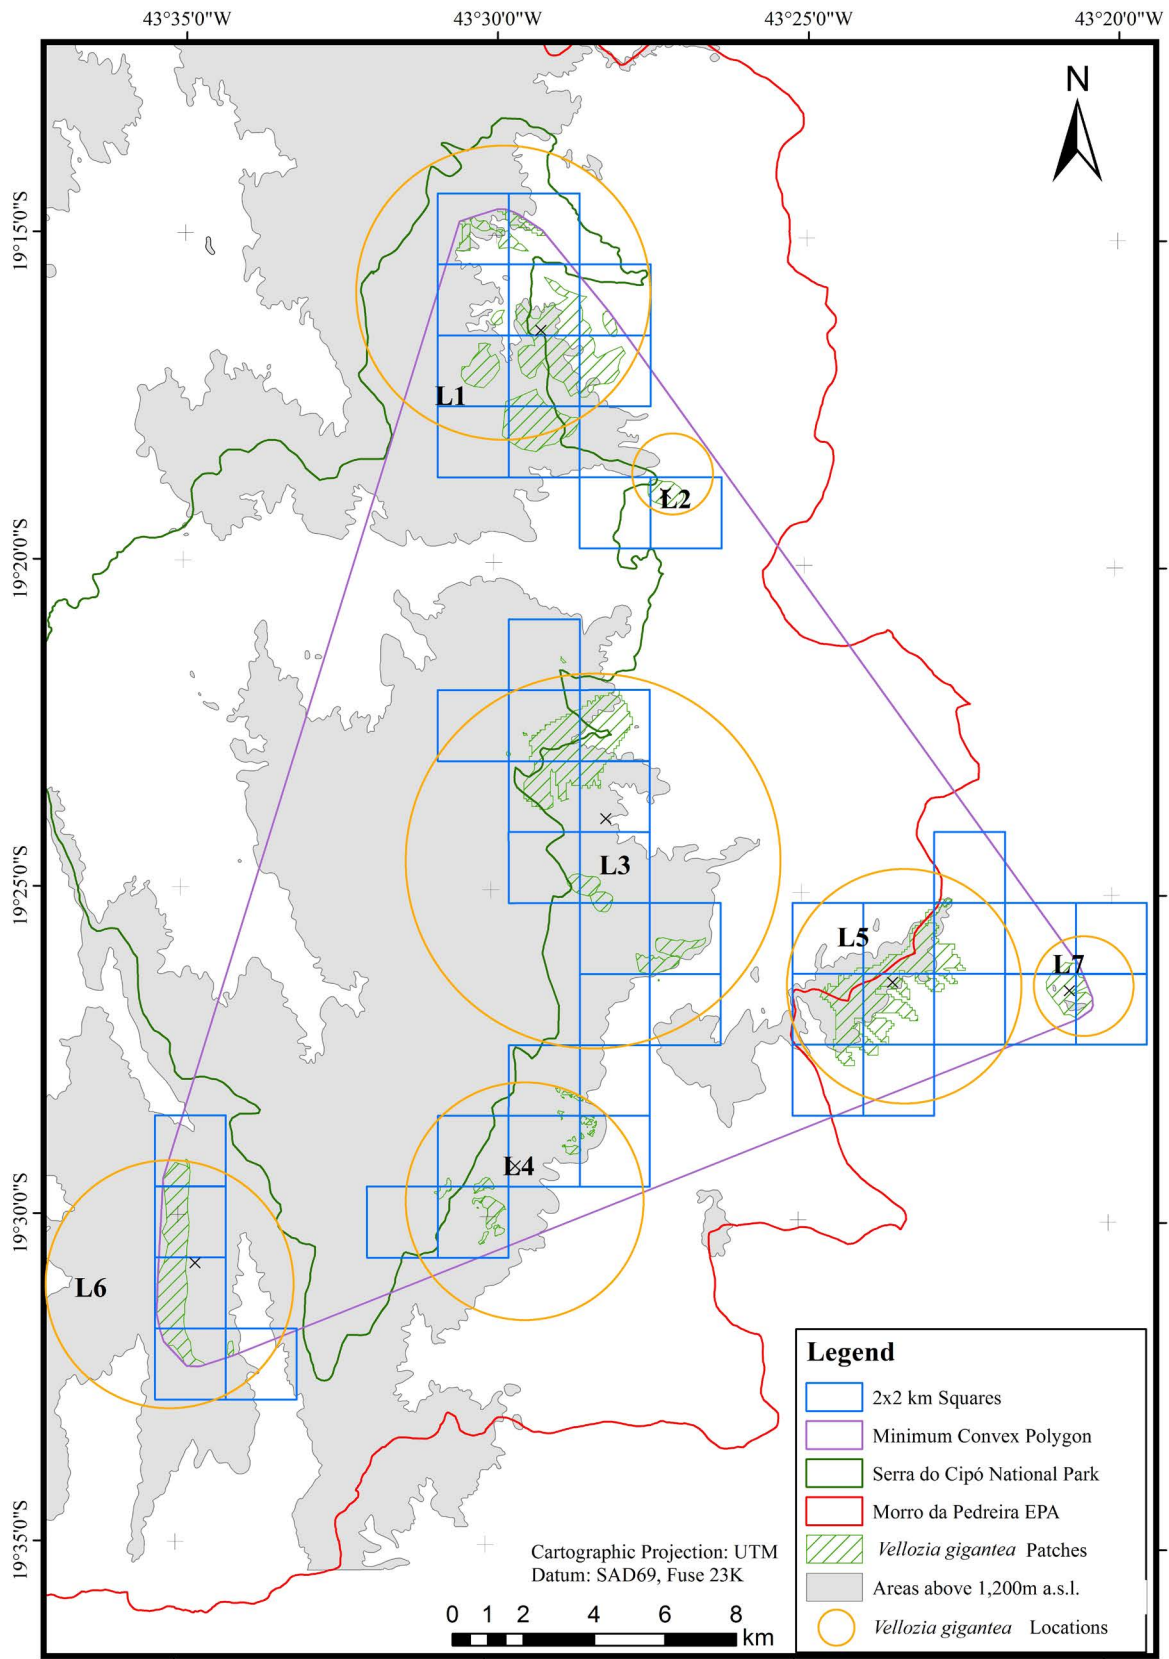 43°35'0"W 43°30'0"W 43°25'0"W 43°20'0"W
N
19°15'0"S
L1
L2
19°20'0"S
L3
19°25'0"S
L5
L7
L4
19°30'0"S
L6
Legend
2x2 km Squares
Minimum Convex Polygon
Serra do Cipó National Park
Morro da Pedreira EPA
Vellozia gigantea Patches
Areas above 1,200m a.s.l.
Vellozia gigantea Locations
19°35'0"S
Cartographic Projection: UTM
Datum: SAD69, Fuse 23K
0 1 2 4 6 8
km